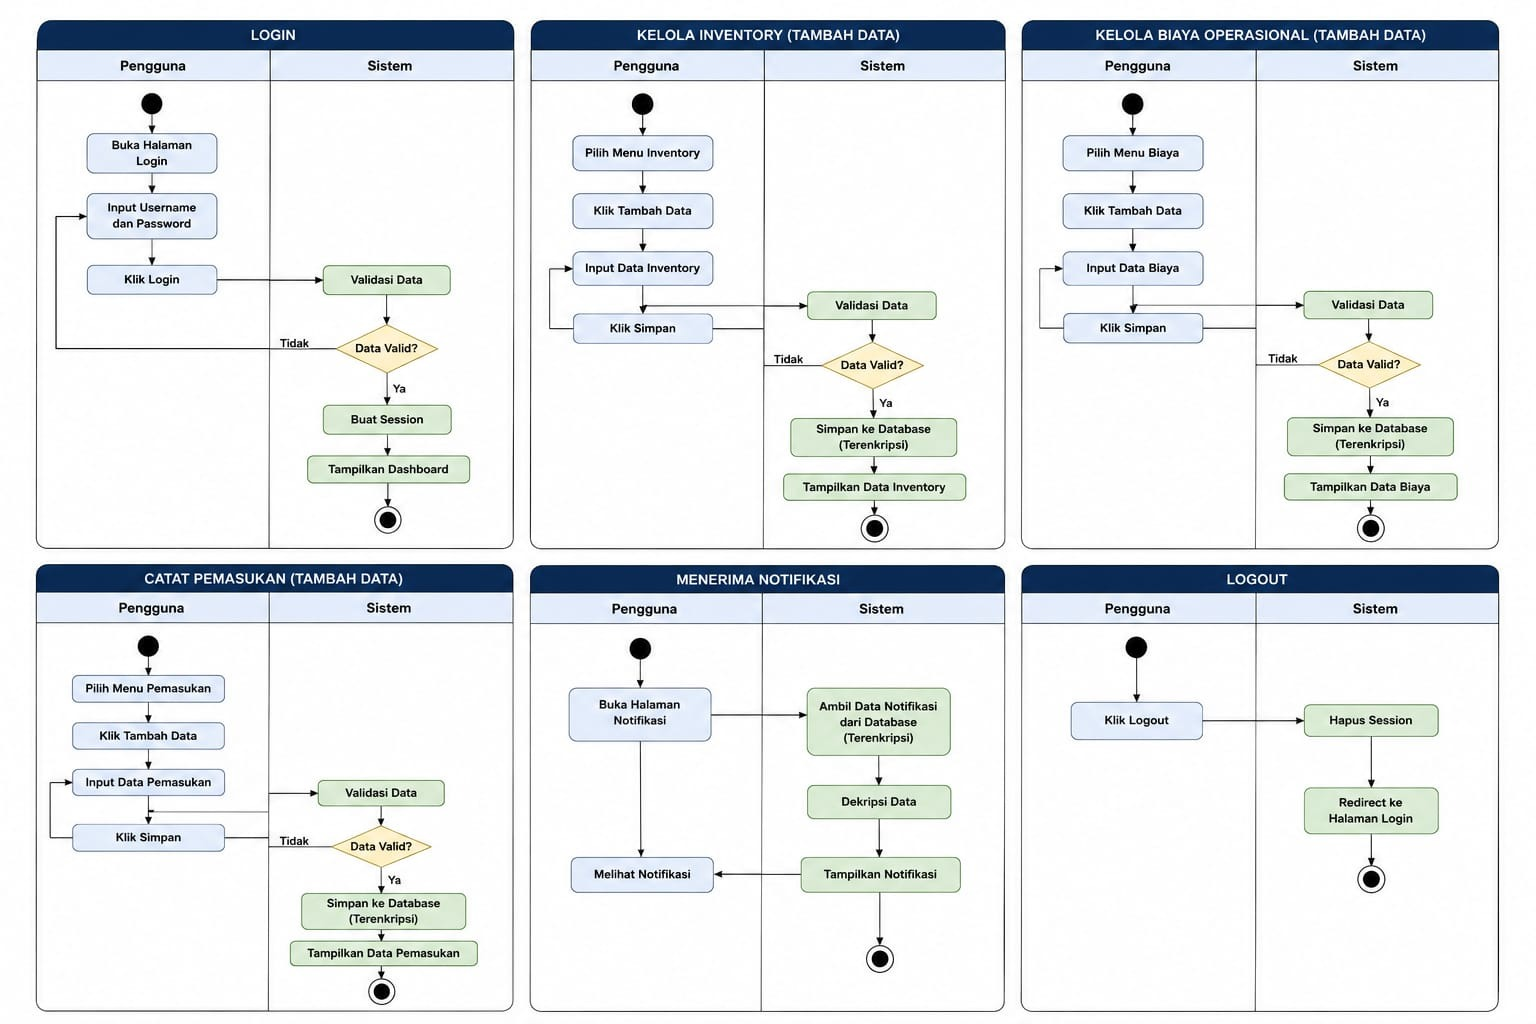 LOGIN
Pengguna
Sistem
Buka Halaman
Login
Input Username
dan Password
Klik Login
Validasi Data
Data Valid?
Tidak
Ya
Buat Session
Tampilkan Dashboard
KELOLA INVENTORY (TAMBAH DATA)
Pengguna
Sistem
Pilih Menu Inventory
Klik Tambah Data
Input Data Inventory
Klik Simpan
Validasi Data
Data Valid?
Tidak
Ya
Simpan ke Database
(Terenkripsi)
Tampilkan Data Inventory
KELOLA BIAYA OPERASIONAL (TAMBAH DATA)
Pengguna
Sistem
Pilih Menu Biaya
Klik Tambah Data
Input Data Biaya
Klik Simpan
Validasi Data
Data Valid?
Tidak
Ya
Simpan ke Database
(Terenkripsi)
Tampilkan Data Biaya
CATAT PEMASUKAN (TAMBAH DATA)
Pengguna
Sistem
Pilih Menu Pemasukan
Klik Tambah Data
Input Data Pemasukan
Klik Simpan
Validasi Data
Data Valid?
Tidak
Ya
Simpan ke Database
(Terenkripsi)
Tampilkan Data Pemasukan
MENERIMA NOTIFIKASI
Pengguna
Sistem
Buka Halaman
Notifikasi
Ambil Data Notifikasi
dari Database
(Terenkripsi)
Dekripsi Data
Tampilkan Notifikasi
Melihat Notifikasi
LOGOUT
Pengguna
Sistem
Klik Logout
Hapus Session
Redirect ke
Halaman Login